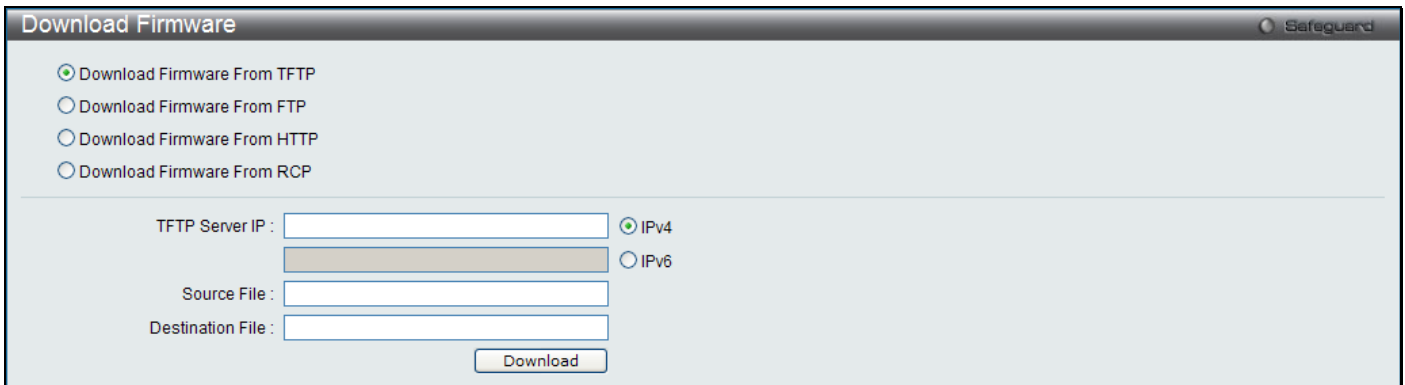 Download Firmware
Safeguard
Download Firmware From TFTP
Download Firmware From FTP
Download Firmware From HTTP
Download Firmware From RCP
TFTP Server IP :
IPv4
IPv6
Source File :
Destination File :
Download